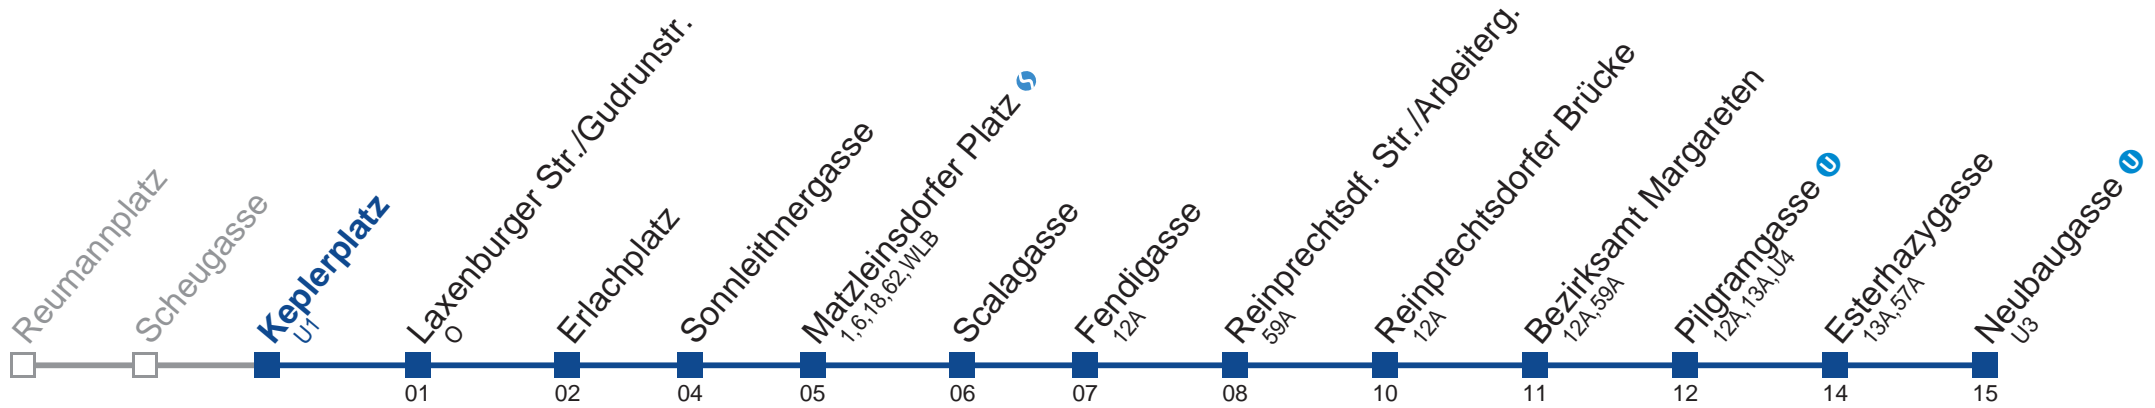 Reumannplatz
Scheugasse
Keplerplatz
U1
Laxenburger Str./Gudrunstr.
O
Erlachplatz
Sonnleithnergasse
Matzleinsdorfer Platz
1,6,18,62,WLB
Scalagasse
Fendigasse
12A
Reinprechtsdf. Str./Arbeiterg.
59A
Reinprechtsdorfer Brücke
12A
Bezirksamt Margareten
12A,59A
Pilgramgasse U
12A,13A,U4
Esterhazygasse
13A,57A
Neubaugasse U
U3
01 02 04 05 06 07 08 10 11 12 14 15